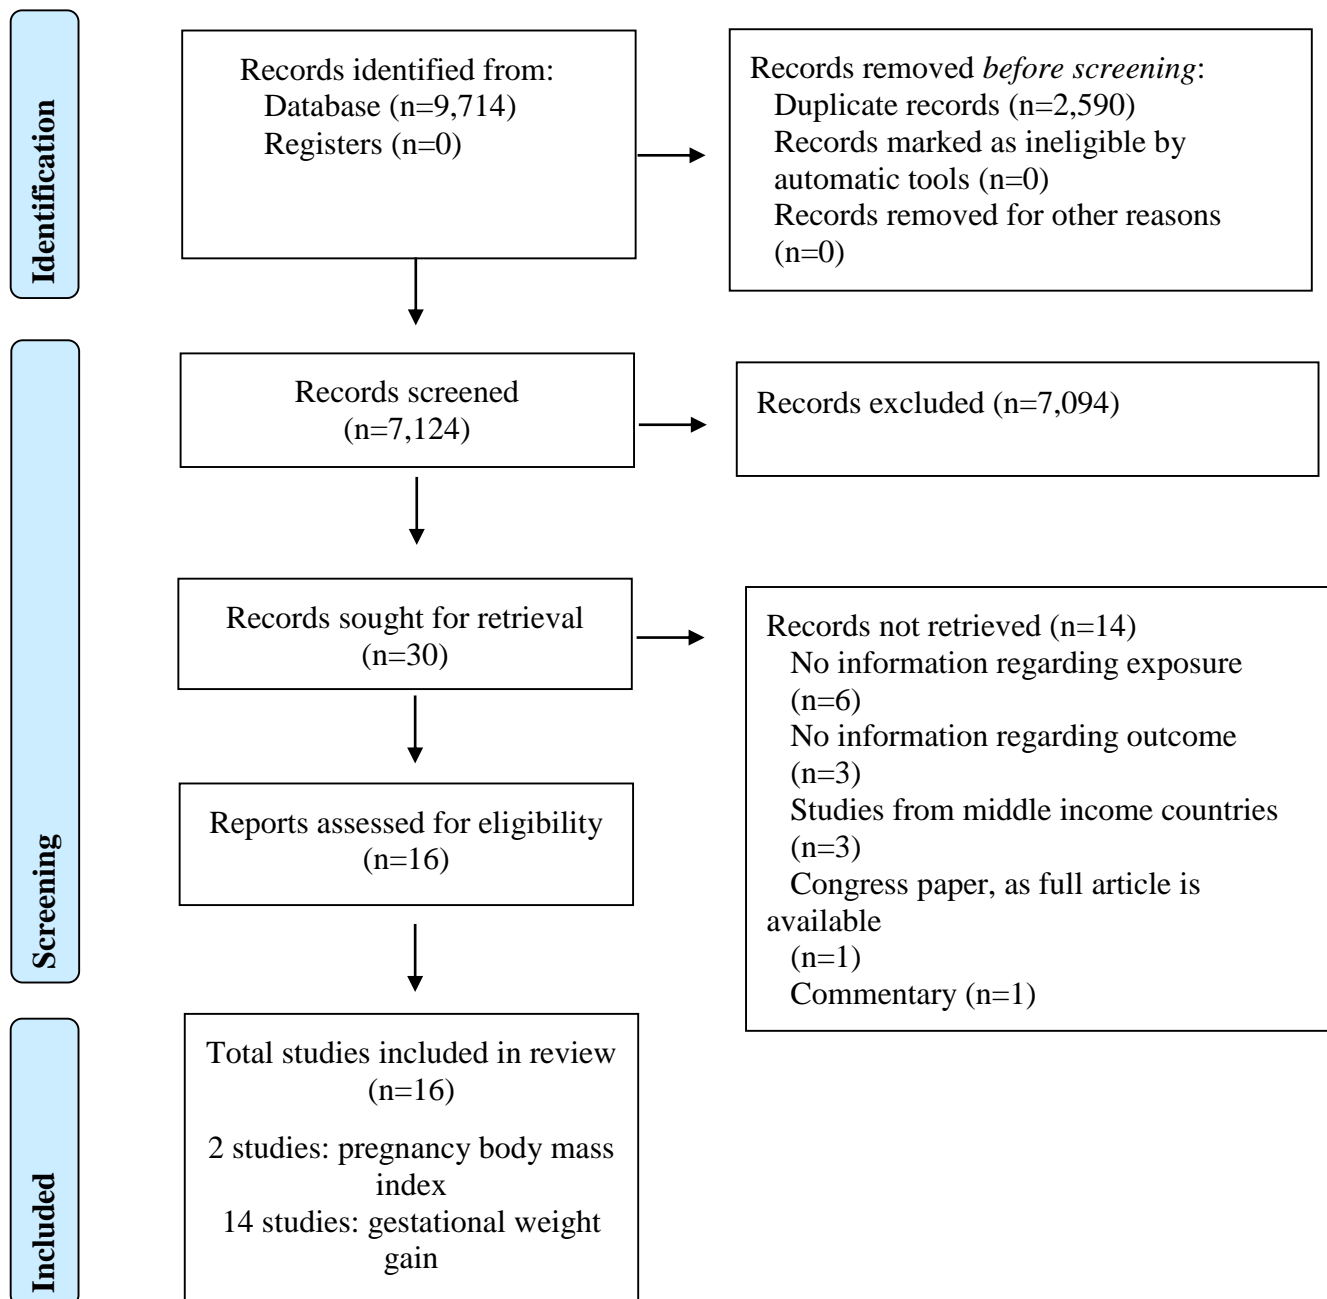 Identification
Records identified from:
Database (n=9,714)
Registers (n=0)
Records removed before screening:
Duplicate records (n=2,590)
Records marked as ineligible by
automatic tools (n=0)
Records removed for other reasons
(n=0)
Screening
Records screened
(n=7,124)
Records excluded (n=7,094)
Records sought for retrieval
(n=30)
Records not retrieved (n=14)
No information regarding exposure
(n=6)
No information regarding outcome
(n=3)
Studies from middle income countries
(n=3)
Congress paper, as full article is
available
(n=1)
Commentary (n=1)
Reports assessed for eligibility
(n=16)
Included
Total studies included in review
(n=16)
2 studies: pregnancy body mass
index
14 studies: gestational weight
gain